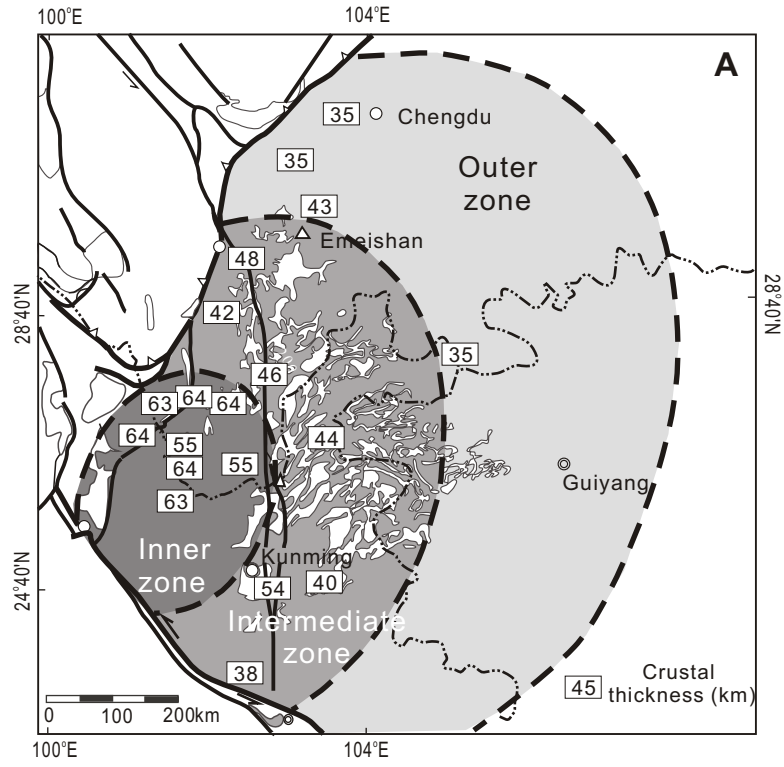 100°E
104°E
A
35
Chengdu
35
Outer
zone
43
Emeishan
48
28°40'N
28°40'N
42
35
46
63
64
64
64
44
55
64
55
63
Guiyang
Inner
zone
Kunming
24°40'N
54
40
Intermediate
zone
38
45
Crustal
thickness (km)
0
100
200km
100°E
104°E